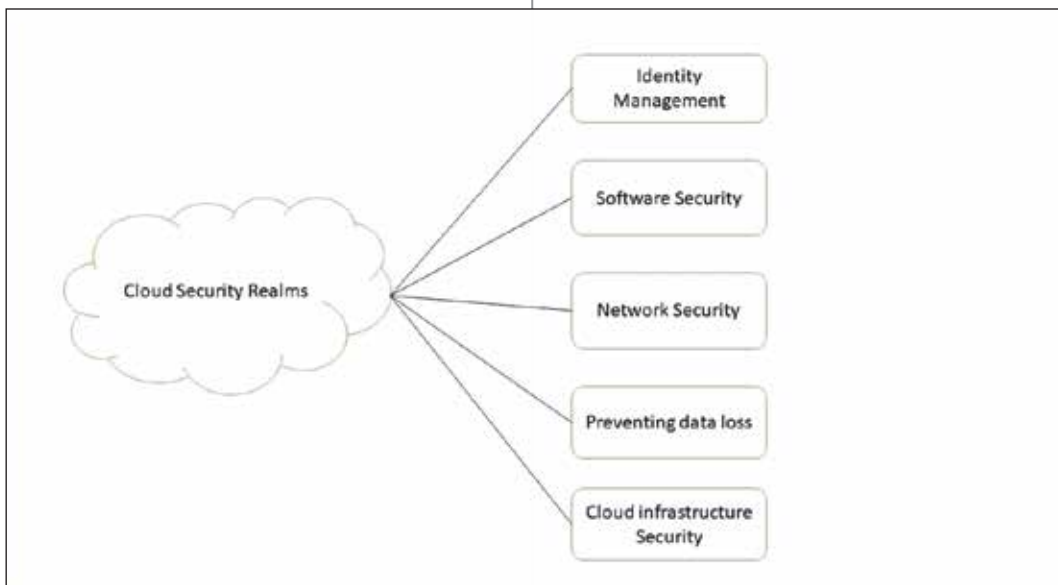 Identity
Management
Software Security
Cloud Security Realms
Network Security
Preventing data loss
Cloud infrastructure
Security